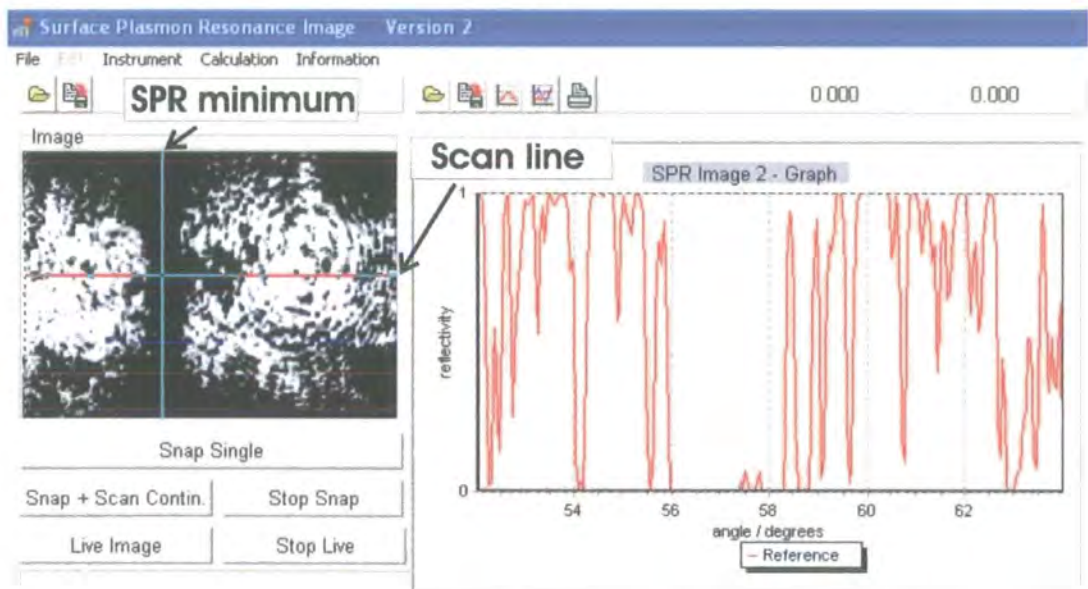 Surface Plasmon Resonance Image Version 2
File Edit Instrument Calculation Information
SPR minimum
0.000 0.000
Image
Scan line
SPR Image 2 - Graph
1
reflectivity
0
54 56 58 60 62
angle / degrees
Reference
Snap Single
Snap + Scan Contin. Stop Snap
Live Image Stop Live